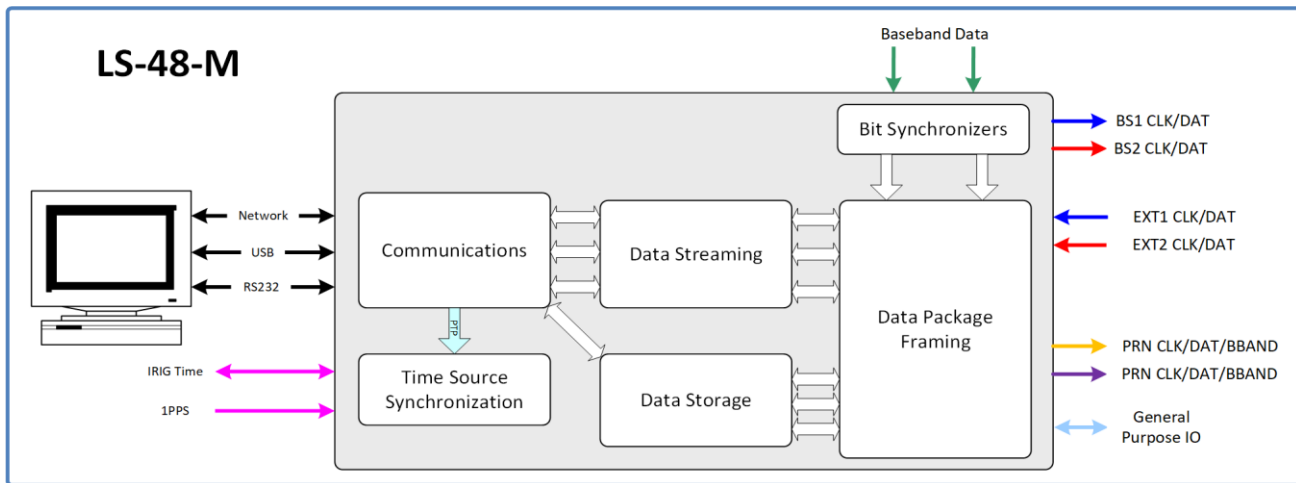 LS-48-M
Baseband Data
Bit Synchronizers
BS1 CLK/DAT
BS2 CLK/DAT
Network
USB
RS232
Communications
Data Streaming
Data Package
Framing
EXT1 CLK/DAT
EXT2 CLK/DAT
PTP
IRIG Time
1PPS
Time Source
Synchronization
Data Storage
PRN CLK/DAT/BBAND
PRN CLK/DAT/BBAND
General
Purpose IO